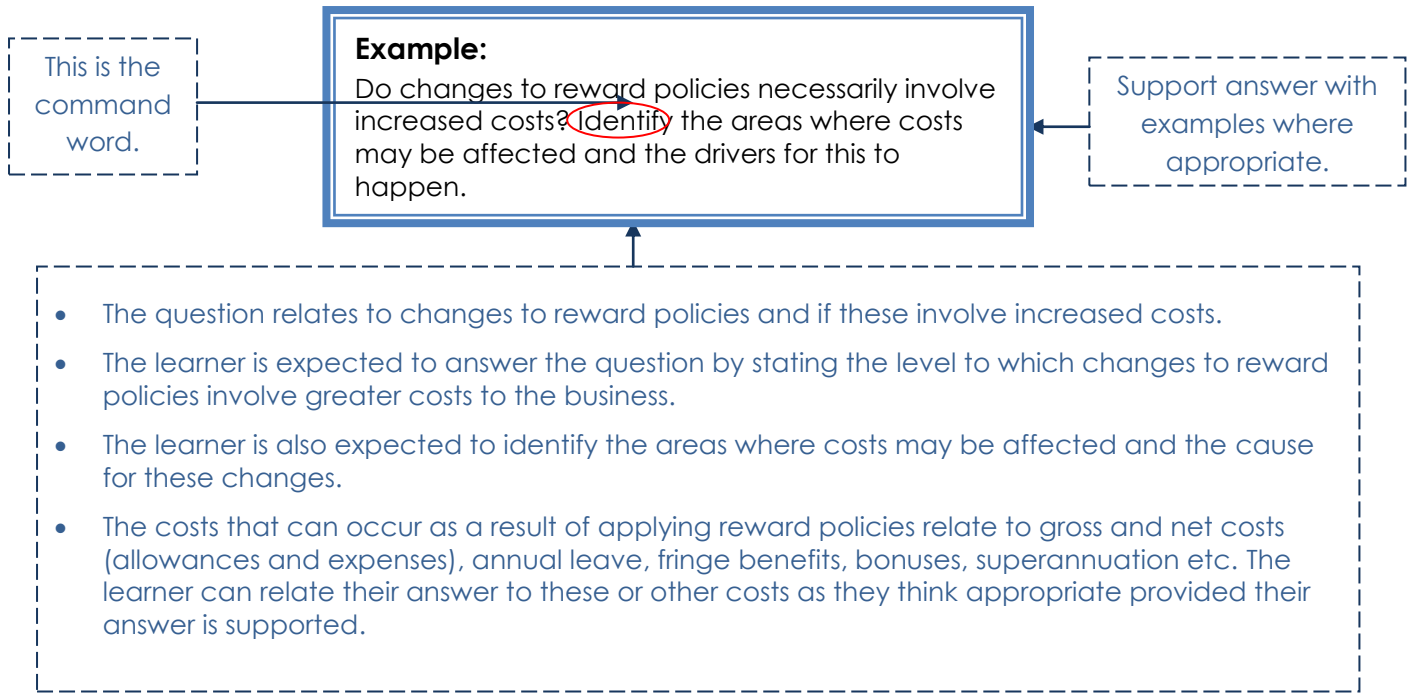 This is the
command
word.
Example:
Do changes to reward policies necessarily involve
increased costs? Identify the areas where costs
may be affected and the drivers for this to
happen.
Support answer with
examples where
appropriate.
• The question relates to changes to reward policies and if these involve increased costs.
• The learner is expected to answer the question by stating the level to which changes to reward
policies involve greater costs to the business.
• The learner is also expected to identify the areas where costs may be affected and the cause
for these changes.
• The costs that can occur as a result of applying reward policies relate to gross and net costs
(allowances and expenses), annual leave, fringe benefits, bonuses, superannuation etc. The
learner can relate their answer to these or other costs as they think appropriate provided their
answer is supported.